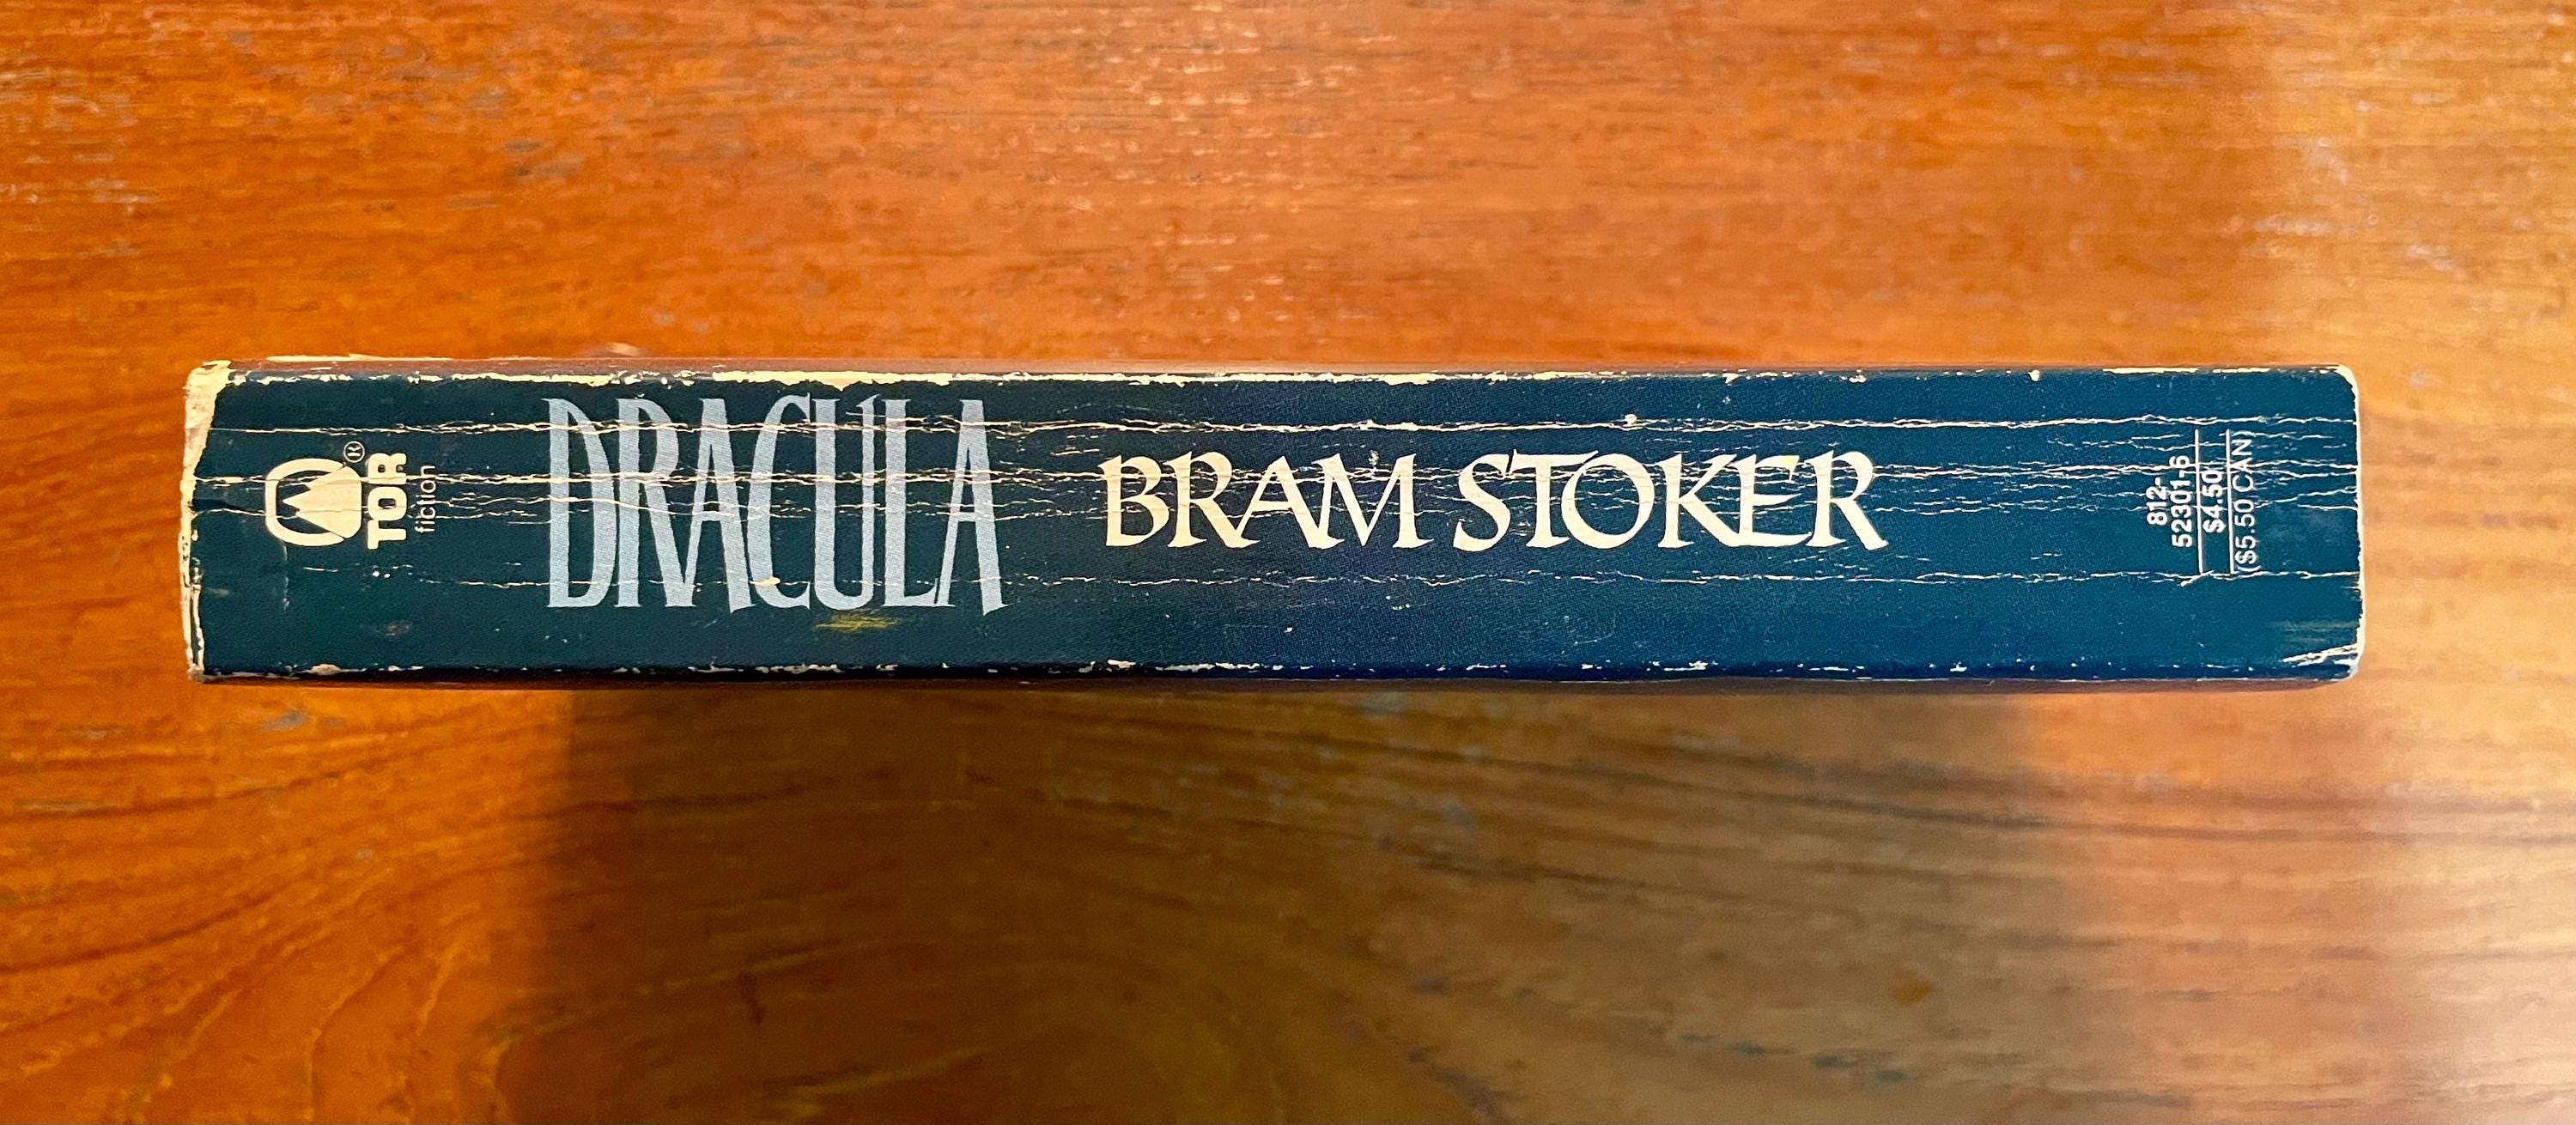 ®
TOR
fiction
DRACULA
BRAM STOKER
812-
52301-6
$4.50
($5.50 CAN)